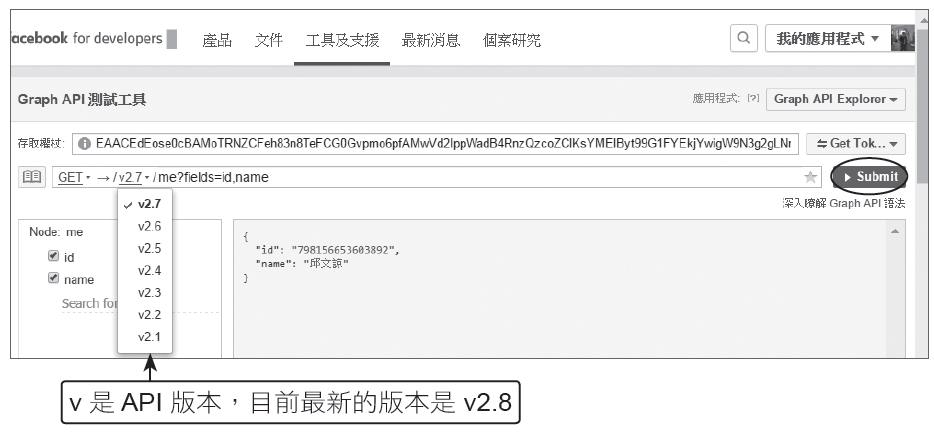 facebook for developers 產品 文件 工具及支援 最新消息 個案研究 我的應用程式
Graph API 測試工具 應用程式: [?] Graph API Explorer
存取權杖: EAACEdEose0cBAMoTRNZCFeh83n8TeFCG0Gvpmo6pfAMwVd2IppWadB4RnzQzcoZCIKsYMEIByt99G1FYEkjYwigW9N3g2gLNr Get Tok...
GET → / v2.7 / me?fields=id,name Submit
深入瞭解 Graph API 語法
v2.7
v2.6
v2.5
v2.4
v2.3
v2.2
v2.1
Node: me
id
name
Search for
{
"id": "798156653603892",
"name": "邱文諒"
}
v 是 API 版本，目前最新的版本是 v2.8